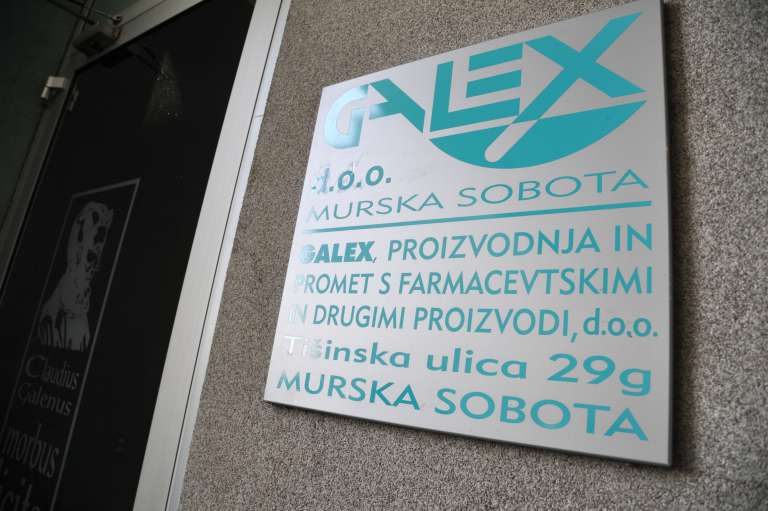 GALEX
d.o.o.
MURSKA SOBOTA
GALEX, PROIZVODNJA IN
PROMET S FARMACEVTSKIMI
IN DRUGIMI PROIZVODI, d.o.o.
Tišinska ulica 29g
MURSKA SOBOTA
Claudius
Galenus
morbus